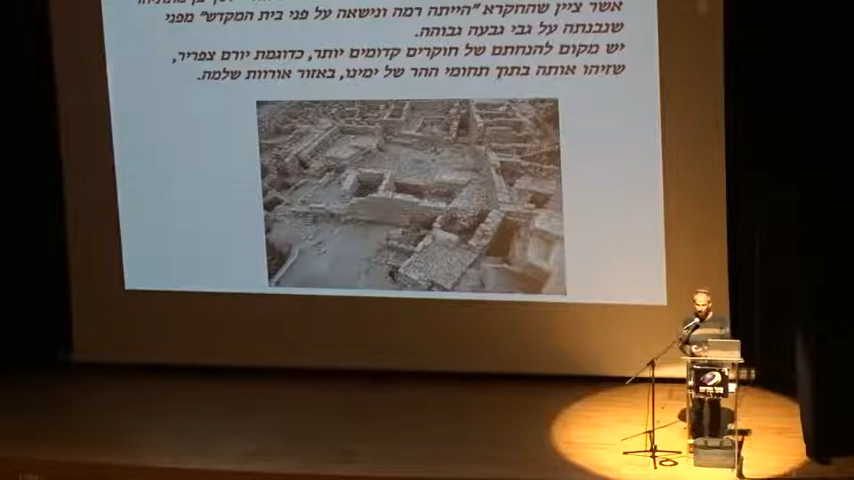 אשר ציין שהחקרא "הייתה רמה ונישאה על פני בית המקדש" מפני
שנבנתה על גבי גבעה גבוהה.
יש מקום להנחתם של חוקרים קדומים יותר, כדוגמת יורם צפריר,
שזיהו אותה בתוך תחומי ההר של ימינו, באזור אורוות שלמה.